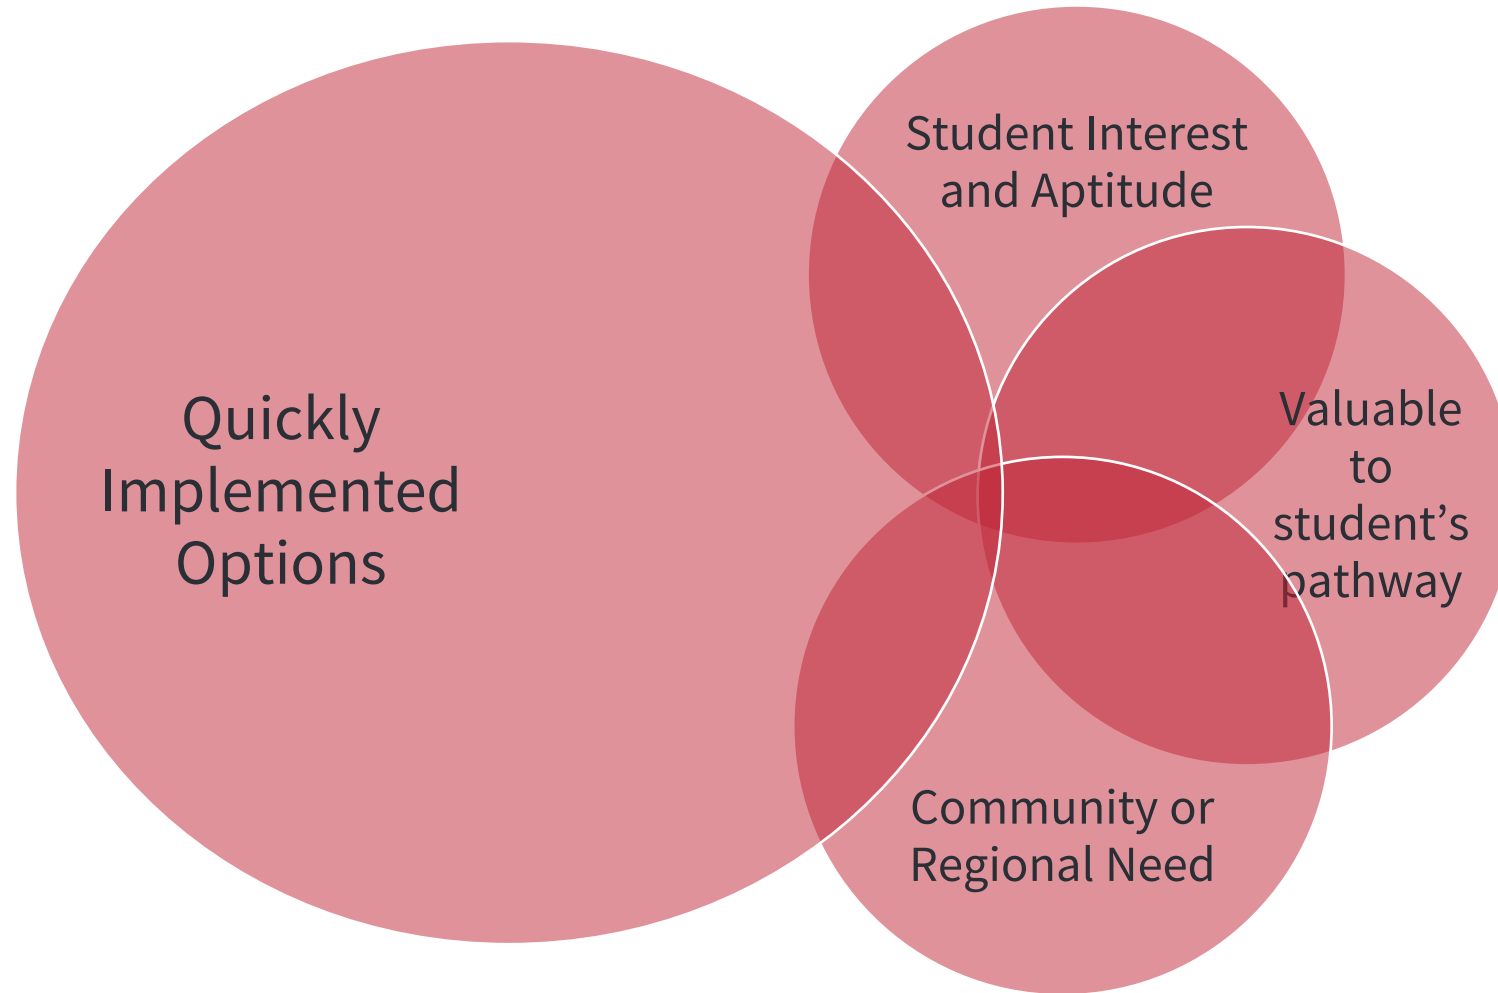 Quickly
Implemented
Options
Student Interest
and Aptitude
Valuable
to
student’s
pathway
Community or
Regional Need